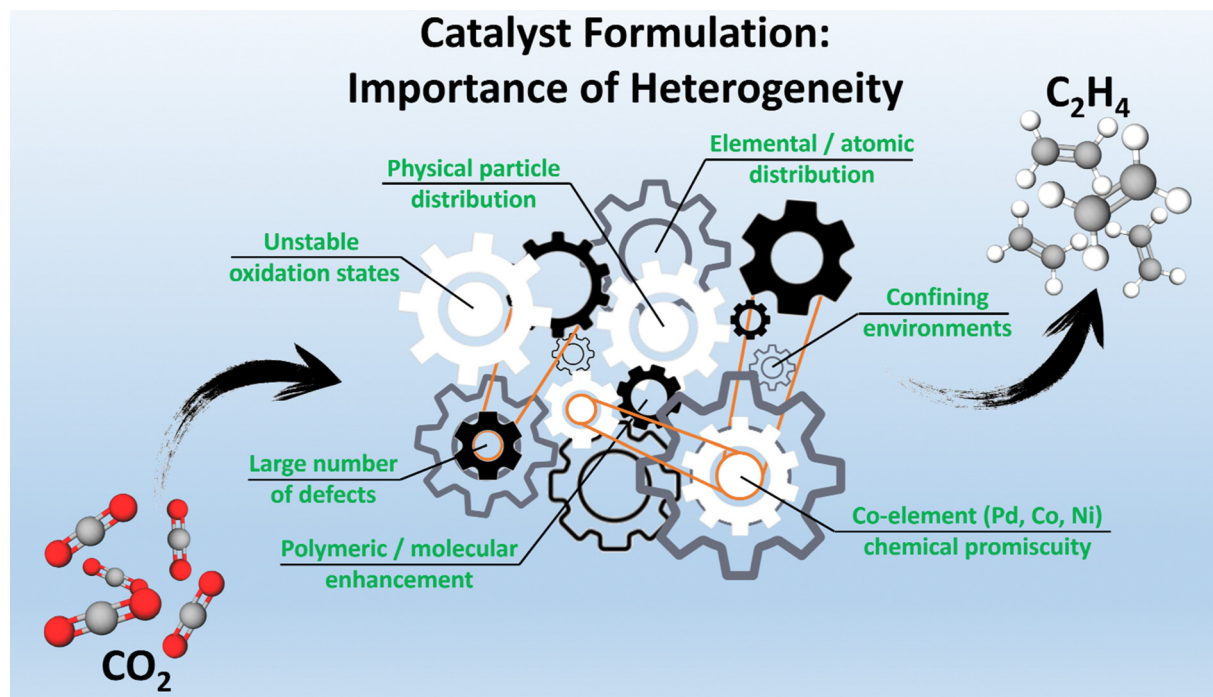 Catalyst Formulation:
Importance of Heterogeneity
C₂H₄
Elemental / atomic
distribution
Physical particle
distribution
Unstable
oxidation states
Confining
environments
Large number
of defects
Co-element (Pd, Co, Ni)
chemical promiscuity
Polymeric / molecular
enhancement
CO₂